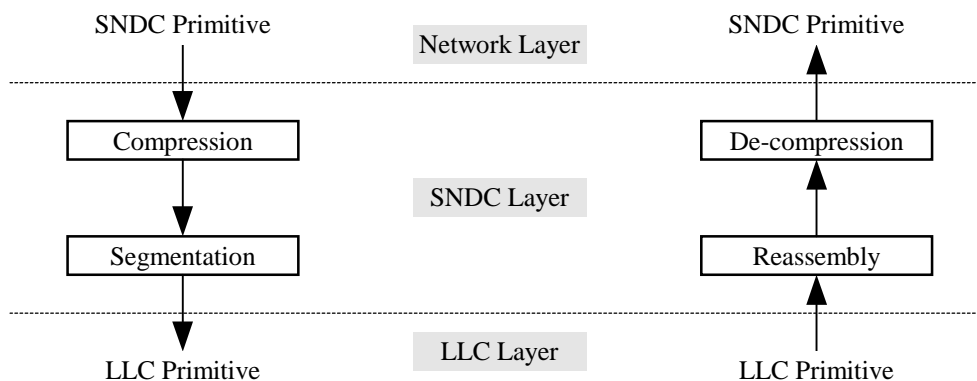 SNDC Primitive
Network Layer
SNDC Primitive
Compression
De-compression
SNDC Layer
Segmentation
Reassembly
LLC Layer
LLC Primitive
LLC Primitive